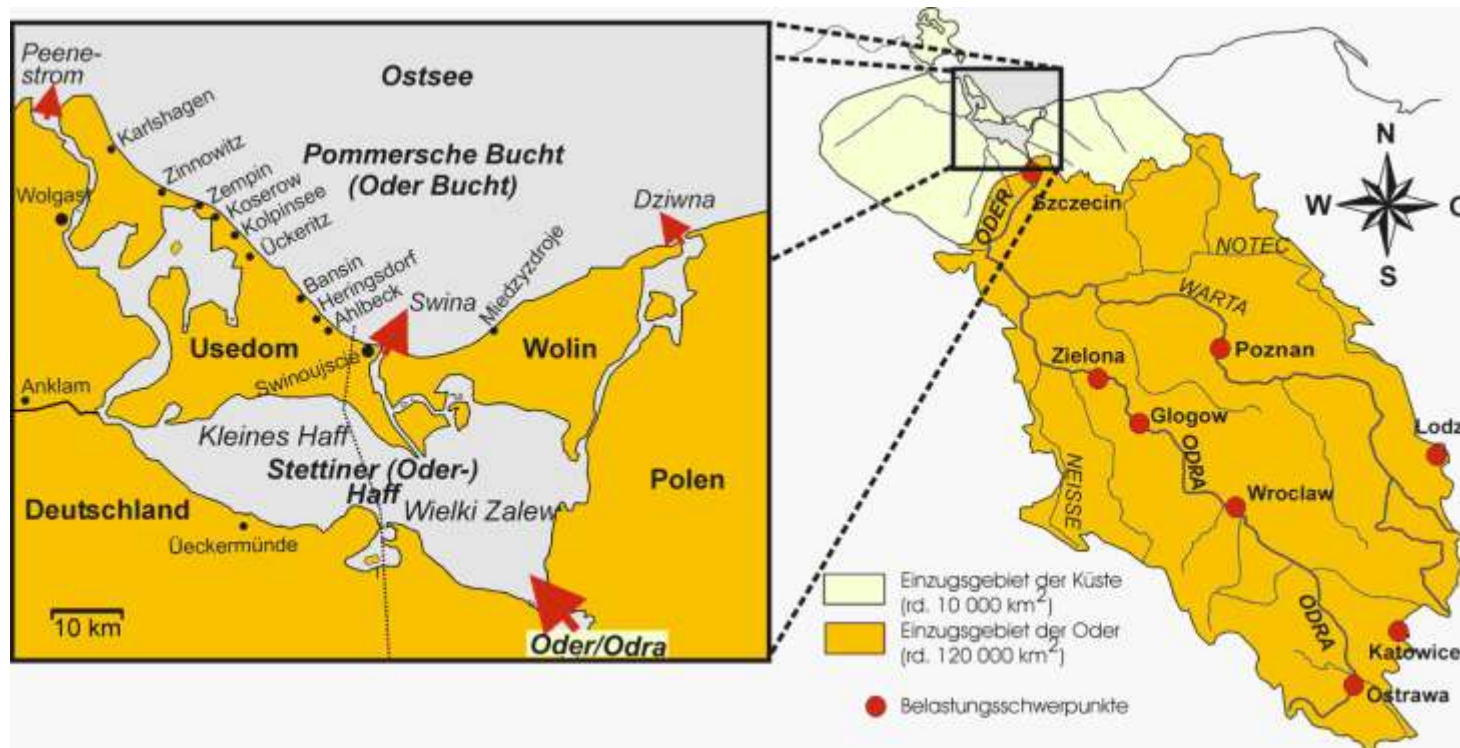 Peene-
strom
Ostsee
Karlshagen
Pommersche Bucht
(Oder Bucht)
Zinnowitz
Zempin
Koserow
Kolpinsee
Ückeritz
Wolgast
Dziwna
Bansin
Heringsdorf
Ahlbeck
Swina
Miedzyzdroje
Usedom
Wolin
Swinoujscie
Anklam
Kleines Haff
Stettiner (Oder-)
Haff
Wielki Zalew
Polen
Deutschland
Üeckermünde
10 km
Oder/Odra
N
W
O
S
ODER
Szczecin
NOTEC
WARTA
Zielona
Poznan
Glogow
Lodz
ODRA
NEISSE
Wroclaw
Einzugsgebiet der Küste
(rd. 10 000 km²)
Einzugsgebiet der Oder
(rd. 120 000 km²)
ODRA
Katowice
Ostrawa
Belastungsschwerpunkte